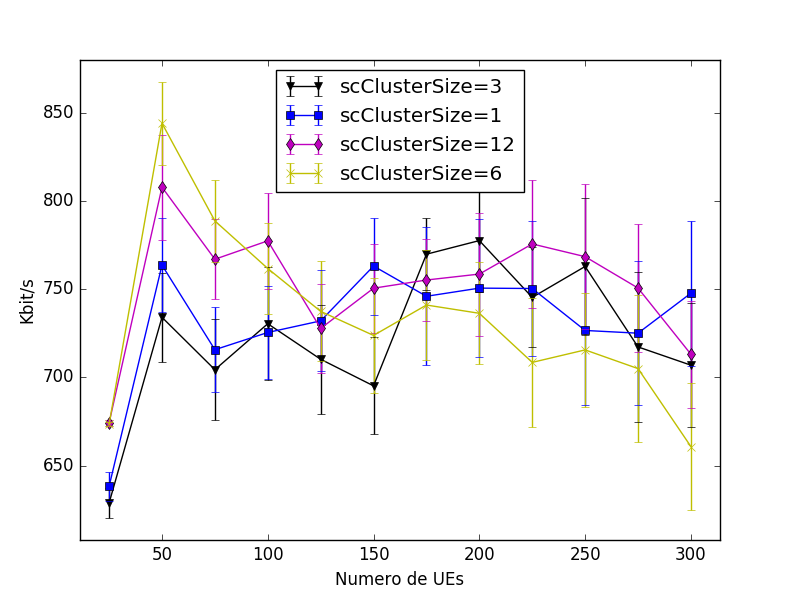 scClusterSize=3
scClusterSize=1
scClusterSize=12
scClusterSize=6
850
800
750
700
650
Kbit/s
50 100 150 200 250 300
Numero de UEs